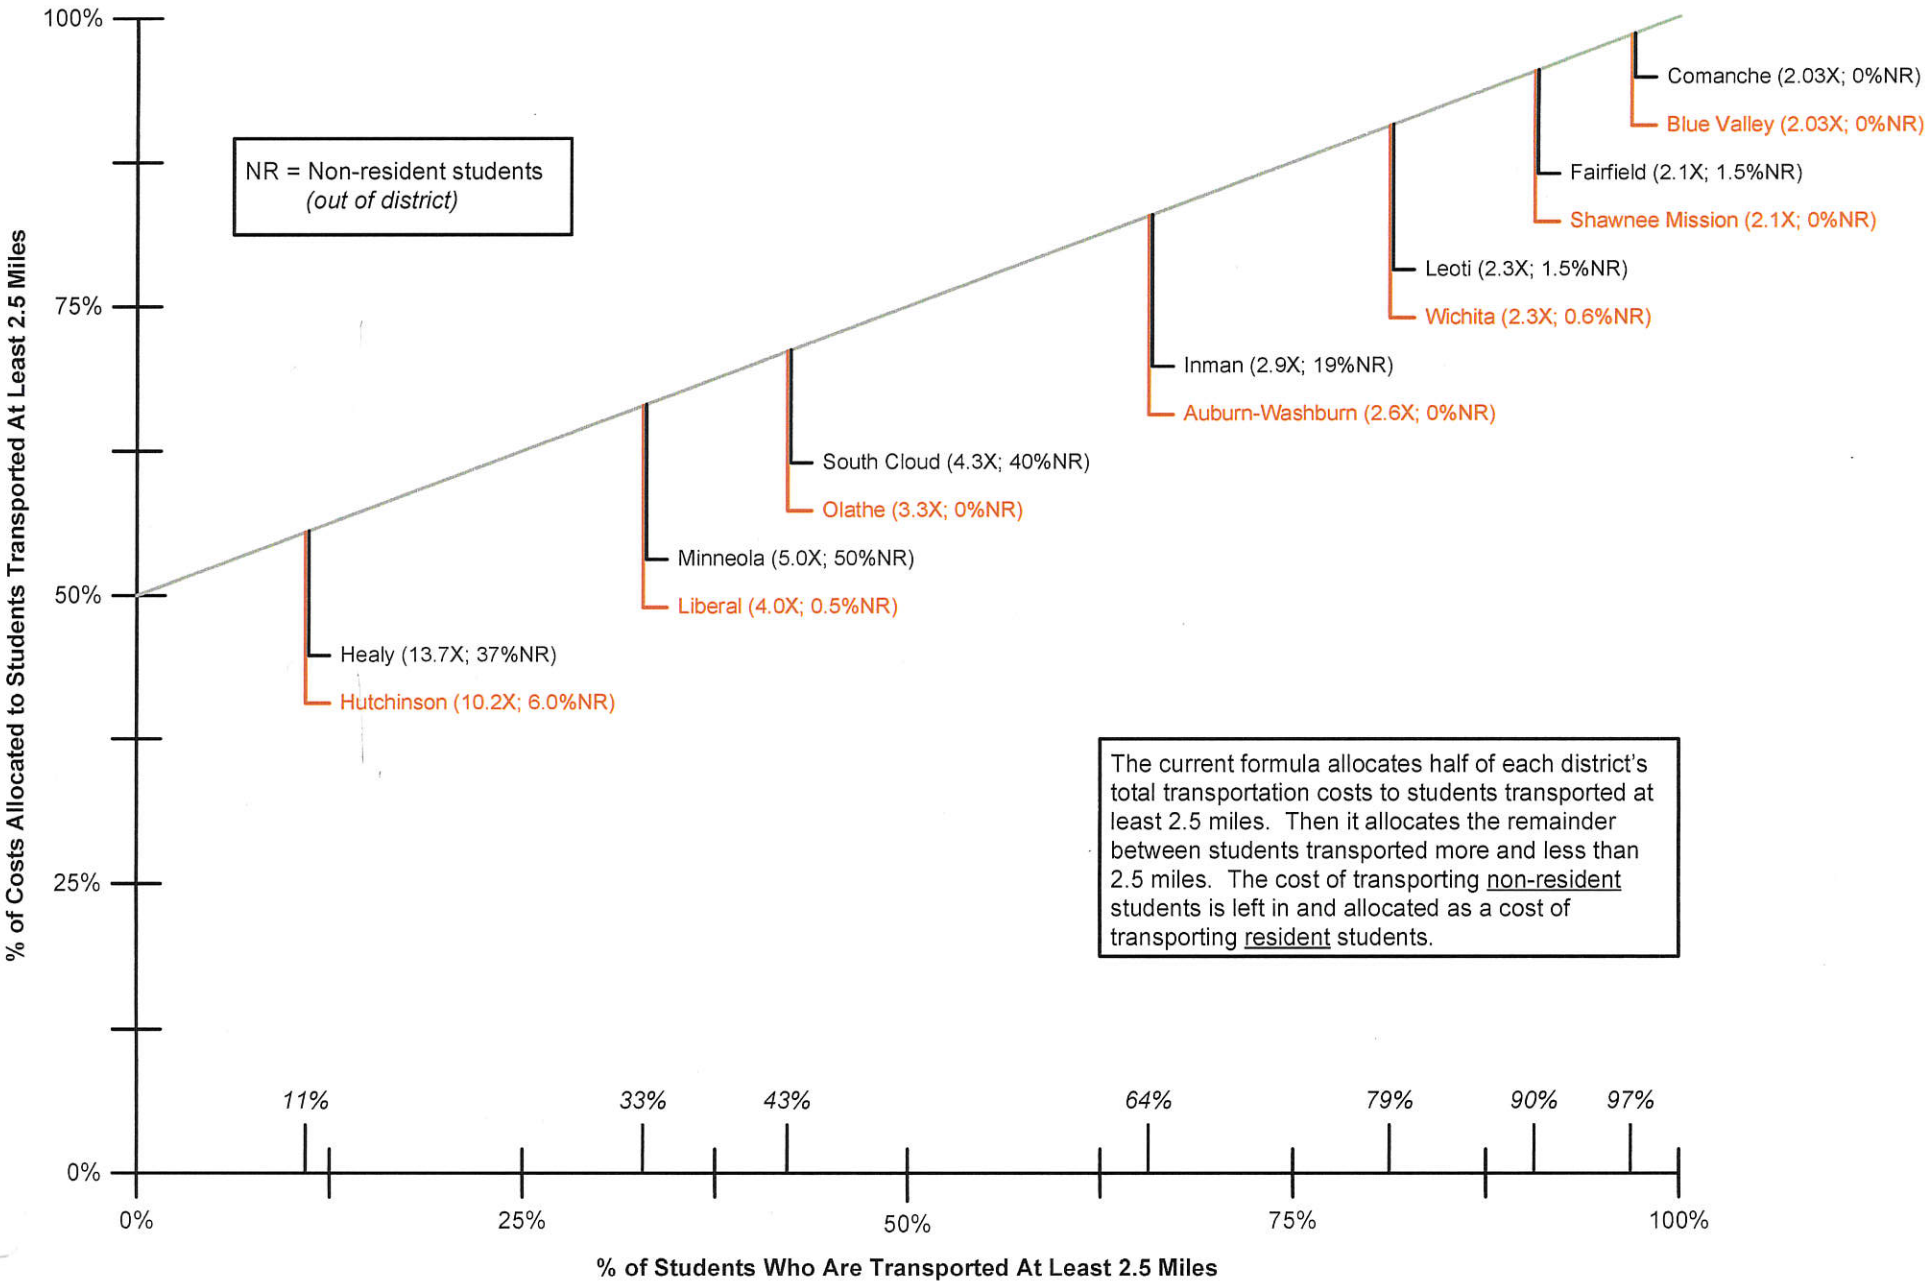 100%
Comanche (2.03X; 0%NR)
Blue Valley (2.03X; 0%NR)
NR = Non-resident students
(out of district)
Fairfield (2.1X; 1.5%NR)
Shawnee Mission (2.1X; 0%NR)
Leoti (2.3X; 1.5%NR)
75%
Wichita (2.3X; 0.6%NR)
Inman (2.9X; 19%NR)
Auburn-Washburn (2.6X; 0%NR)
South Cloud (4.3X; 40%NR)
Olathe (3.3X; 0%NR)
Minneola (5.0X; 50%NR)
50%
Liberal (4.0X; 0.5%NR)
Healy (13.7X; 37%NR)
Hutchinson (10.2X; 6.0%NR)
% of Costs Allocated to Students Transported At Least 2.5 Miles
The current formula allocates half of each district's
total transportation costs to students transported at
least 2.5 miles.  Then it allocates the remainder
between students transported more and less than
2.5 miles.  The cost of transporting non-resident
students is left in and allocated as a cost of
transporting resident students.
25%
11% 33% 43% 64% 79% 90% 97%
0%
0% 25% 50% 75% 100%
% of Students Who Are Transported At Least 2.5 Miles